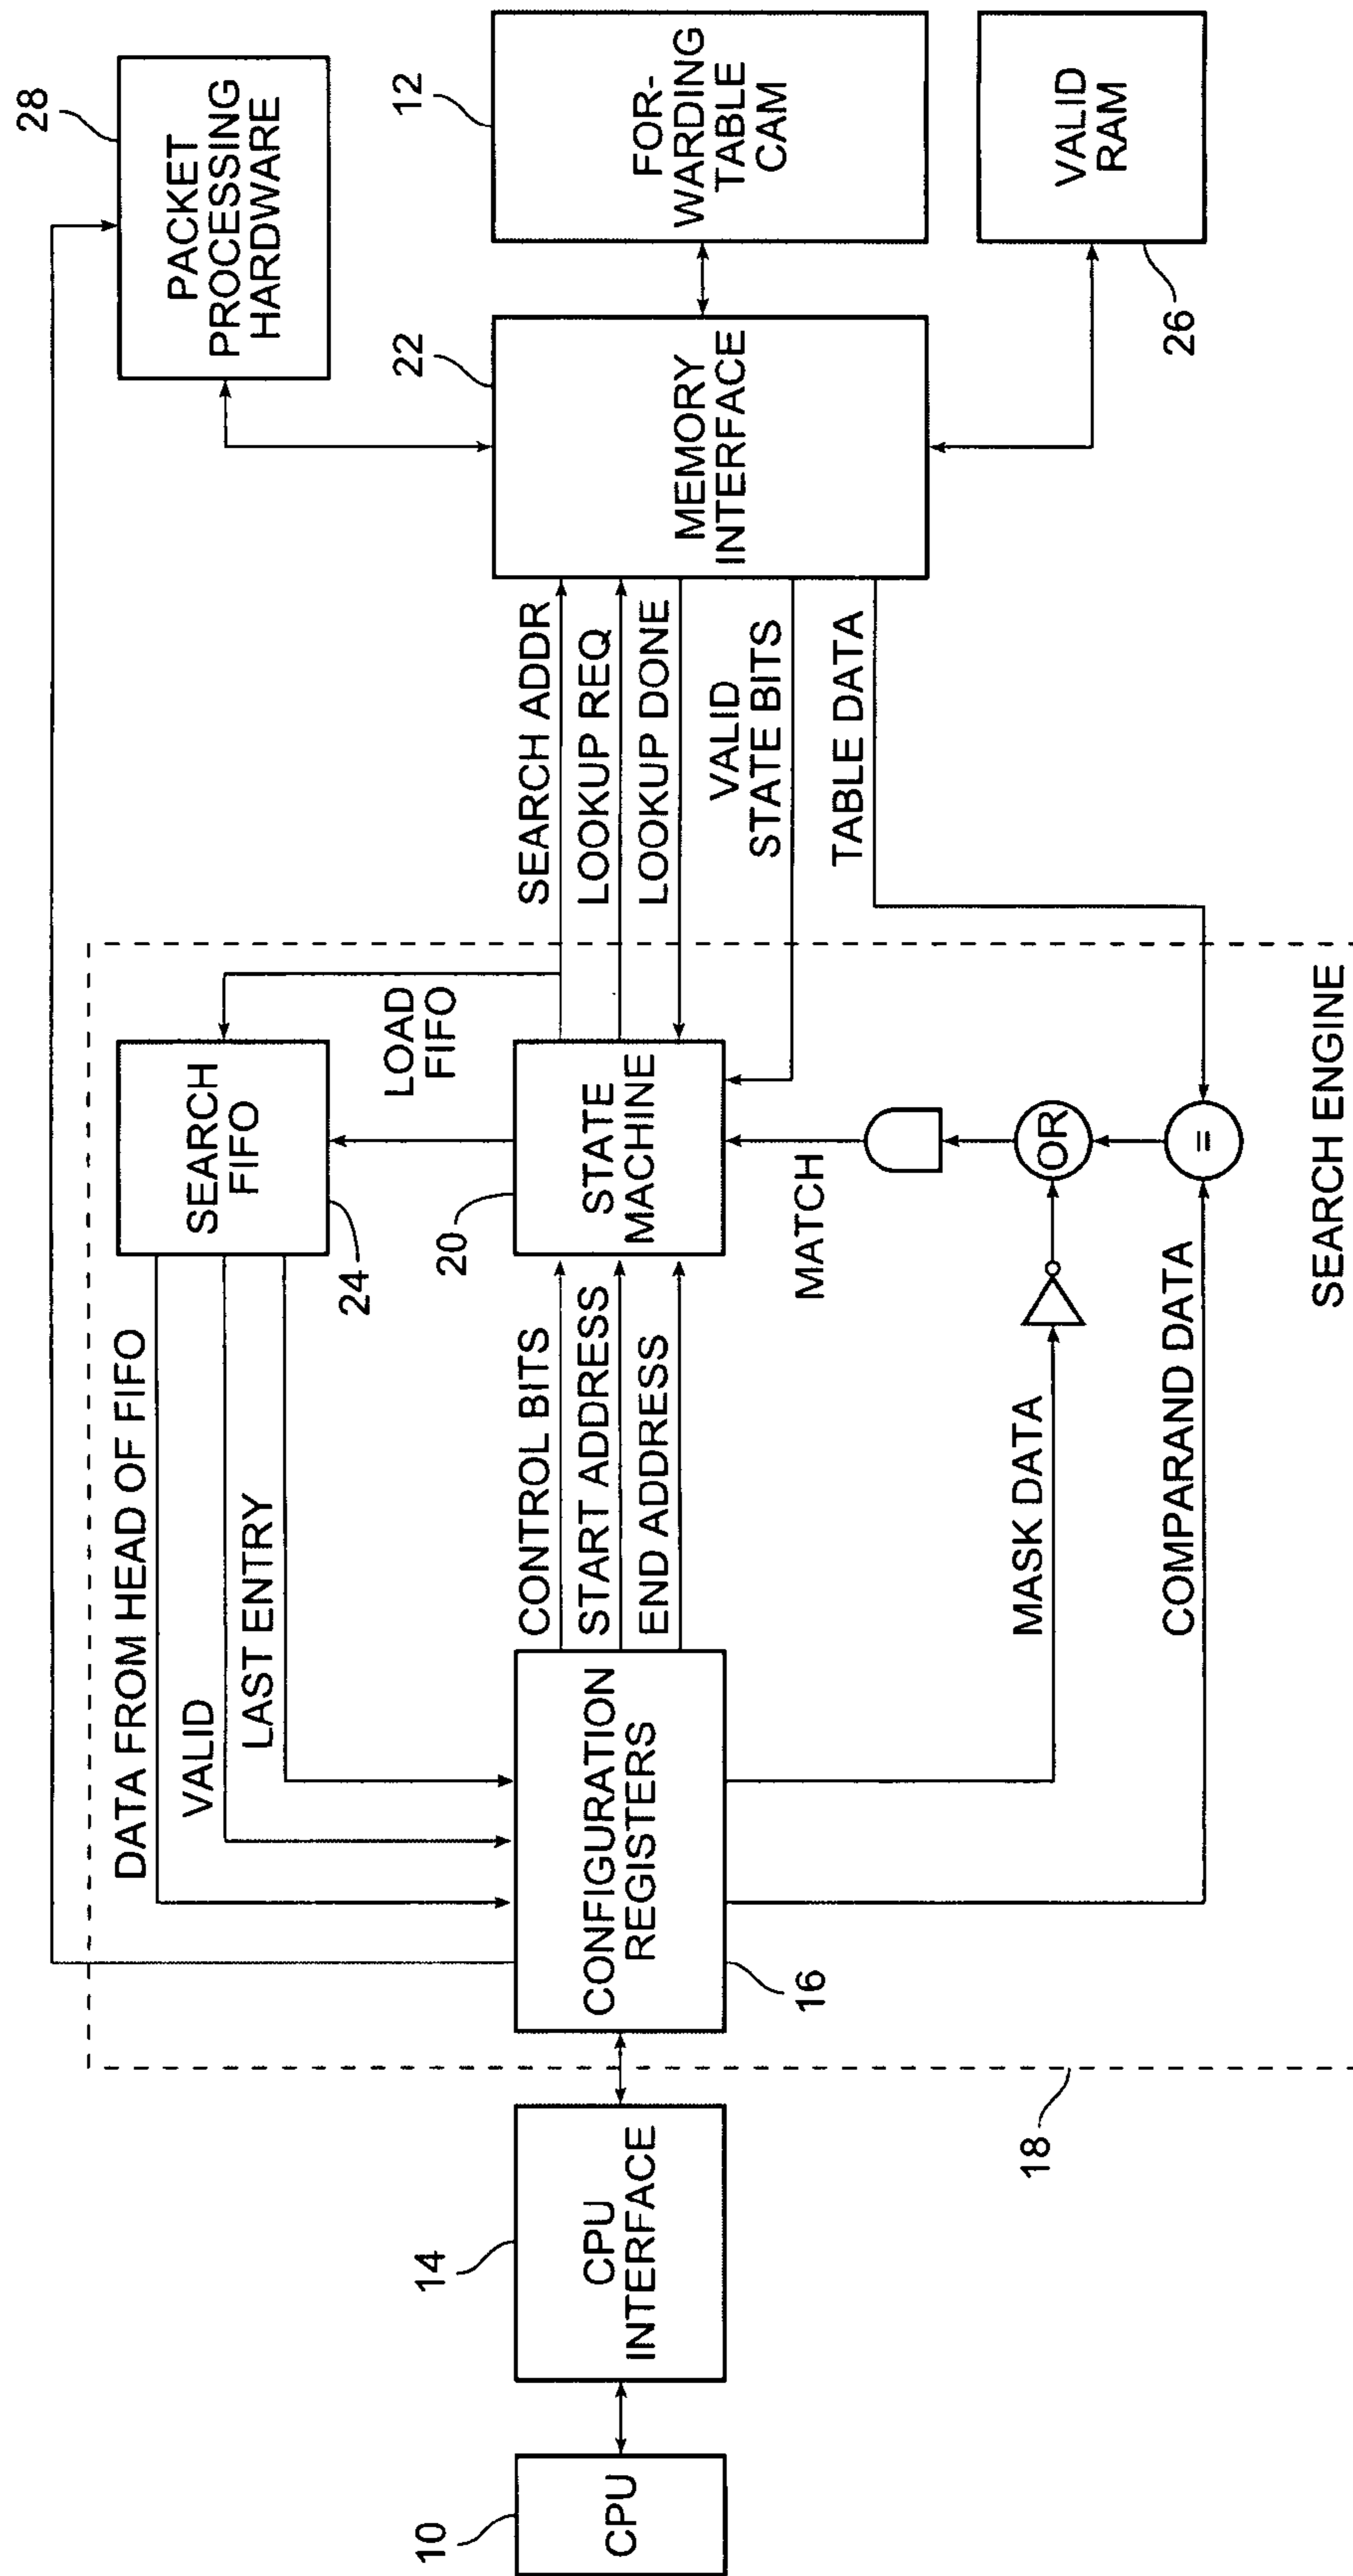 28
PACKET
PROCESSING
HARDWARE
12
FOR-
WARDING
TABLE
CAM
VALID
RAM
26
22
MEMORY
INTERFACE
SEARCH ADDR
LOOKUP REQ
LOOKUP DONE
VALID
STATE BITS
TABLE DATA
LOAD
FIFO
SEARCH
FIFO
24
STATE
MACHINE
20
MATCH
OR
=
SEARCH ENGINE
DATA FROM HEAD OF FIFO
VALID
LAST ENTRY
CONTROL BITS
START ADDRESS
END ADDRESS
MASK DATA
COMPARAND DATA
CONFIGURATION
REGISTERS
16
18
14
CPU
INTERFACE
10
CPU